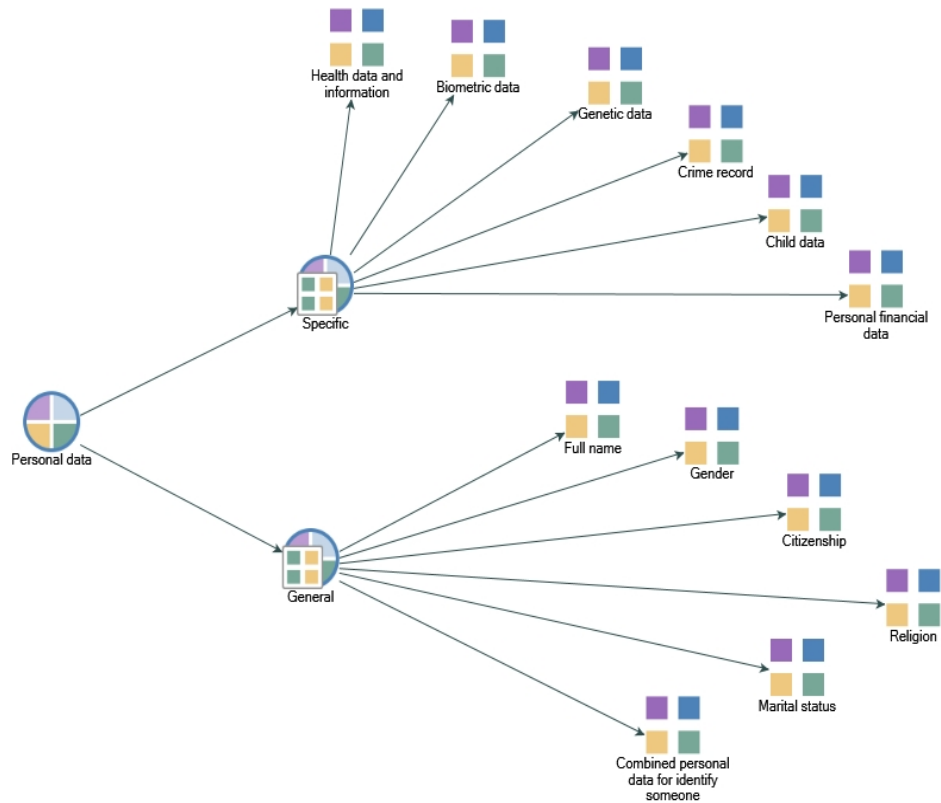 Health data and
information
Biometric data
Genetic data
Crime record
Child data
Personal financial
data
Specific
Personal data
Full name
Gender
Citizenship
General
Religion
Marital status
Combined personal
data for identify
someone